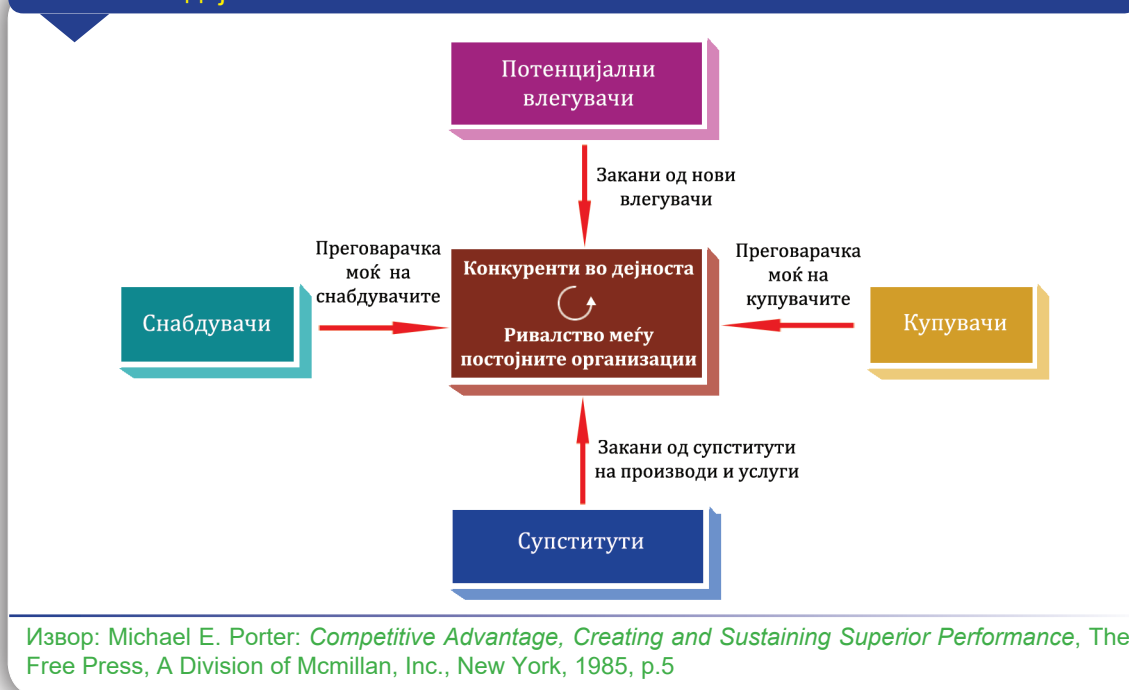 Потенцијални
влегувачи
Закани од нови
влегувачи
Преговарачка
моќ на
снабдувачите
Конкуренти во дејноста
Ривалство меѓу
постојните организации
Преговарачка
моќ на
купувачите
Снабдувачи
Купувачи
Закани од супститути
на производи и услуги
Супститути
Извор: Michael E. Porter: Competitive Advantage, Creating and Sustaining Superior Performance, The
Free Press, A Division of Mcmillan, Inc., New York, 1985, p.5